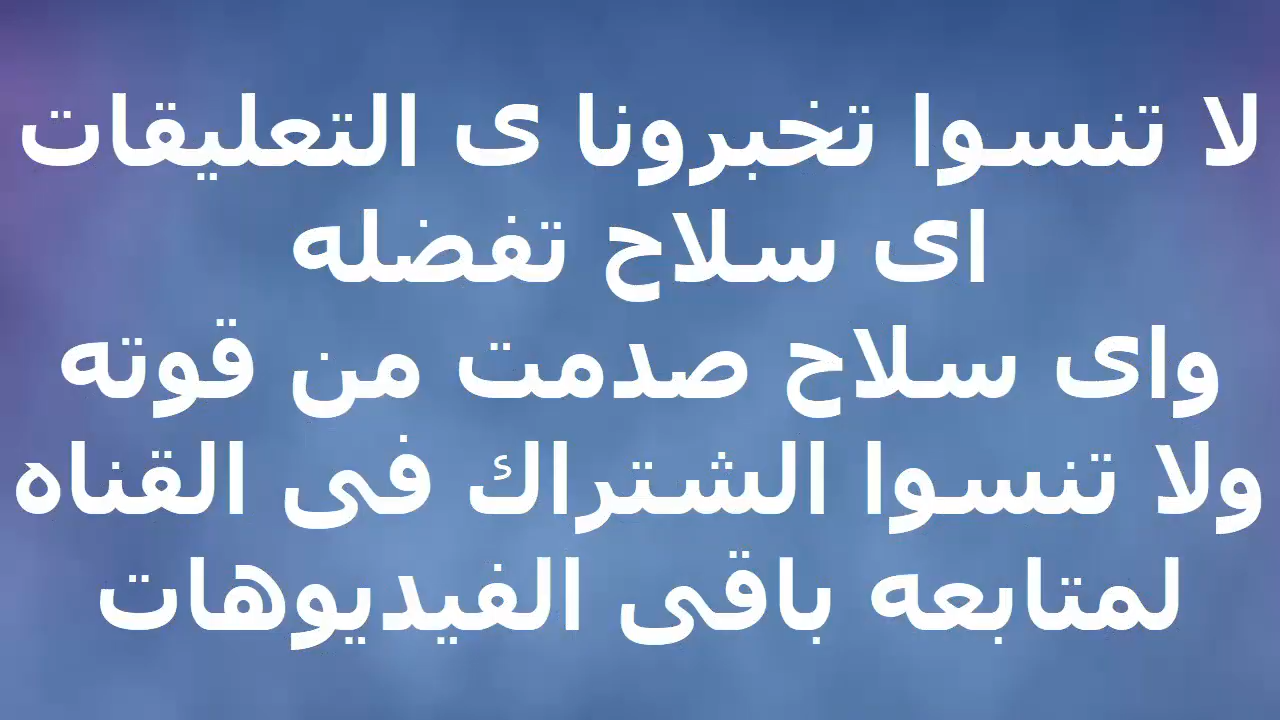 لا تنسوا تخبرونا ى التعليقات
اى سلاح تفضله
واى سلاح صدمت من قوته
ولا تنسوا الشتراك فى القناه
لمتابعه باقى الفيديوهات